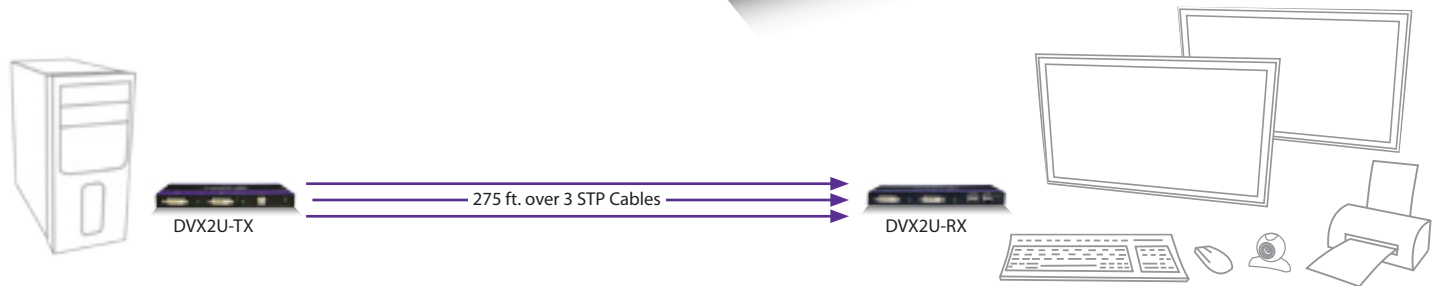 275 ft. over 3 STP Cables
DVX2U-TX
DVX2U-RX